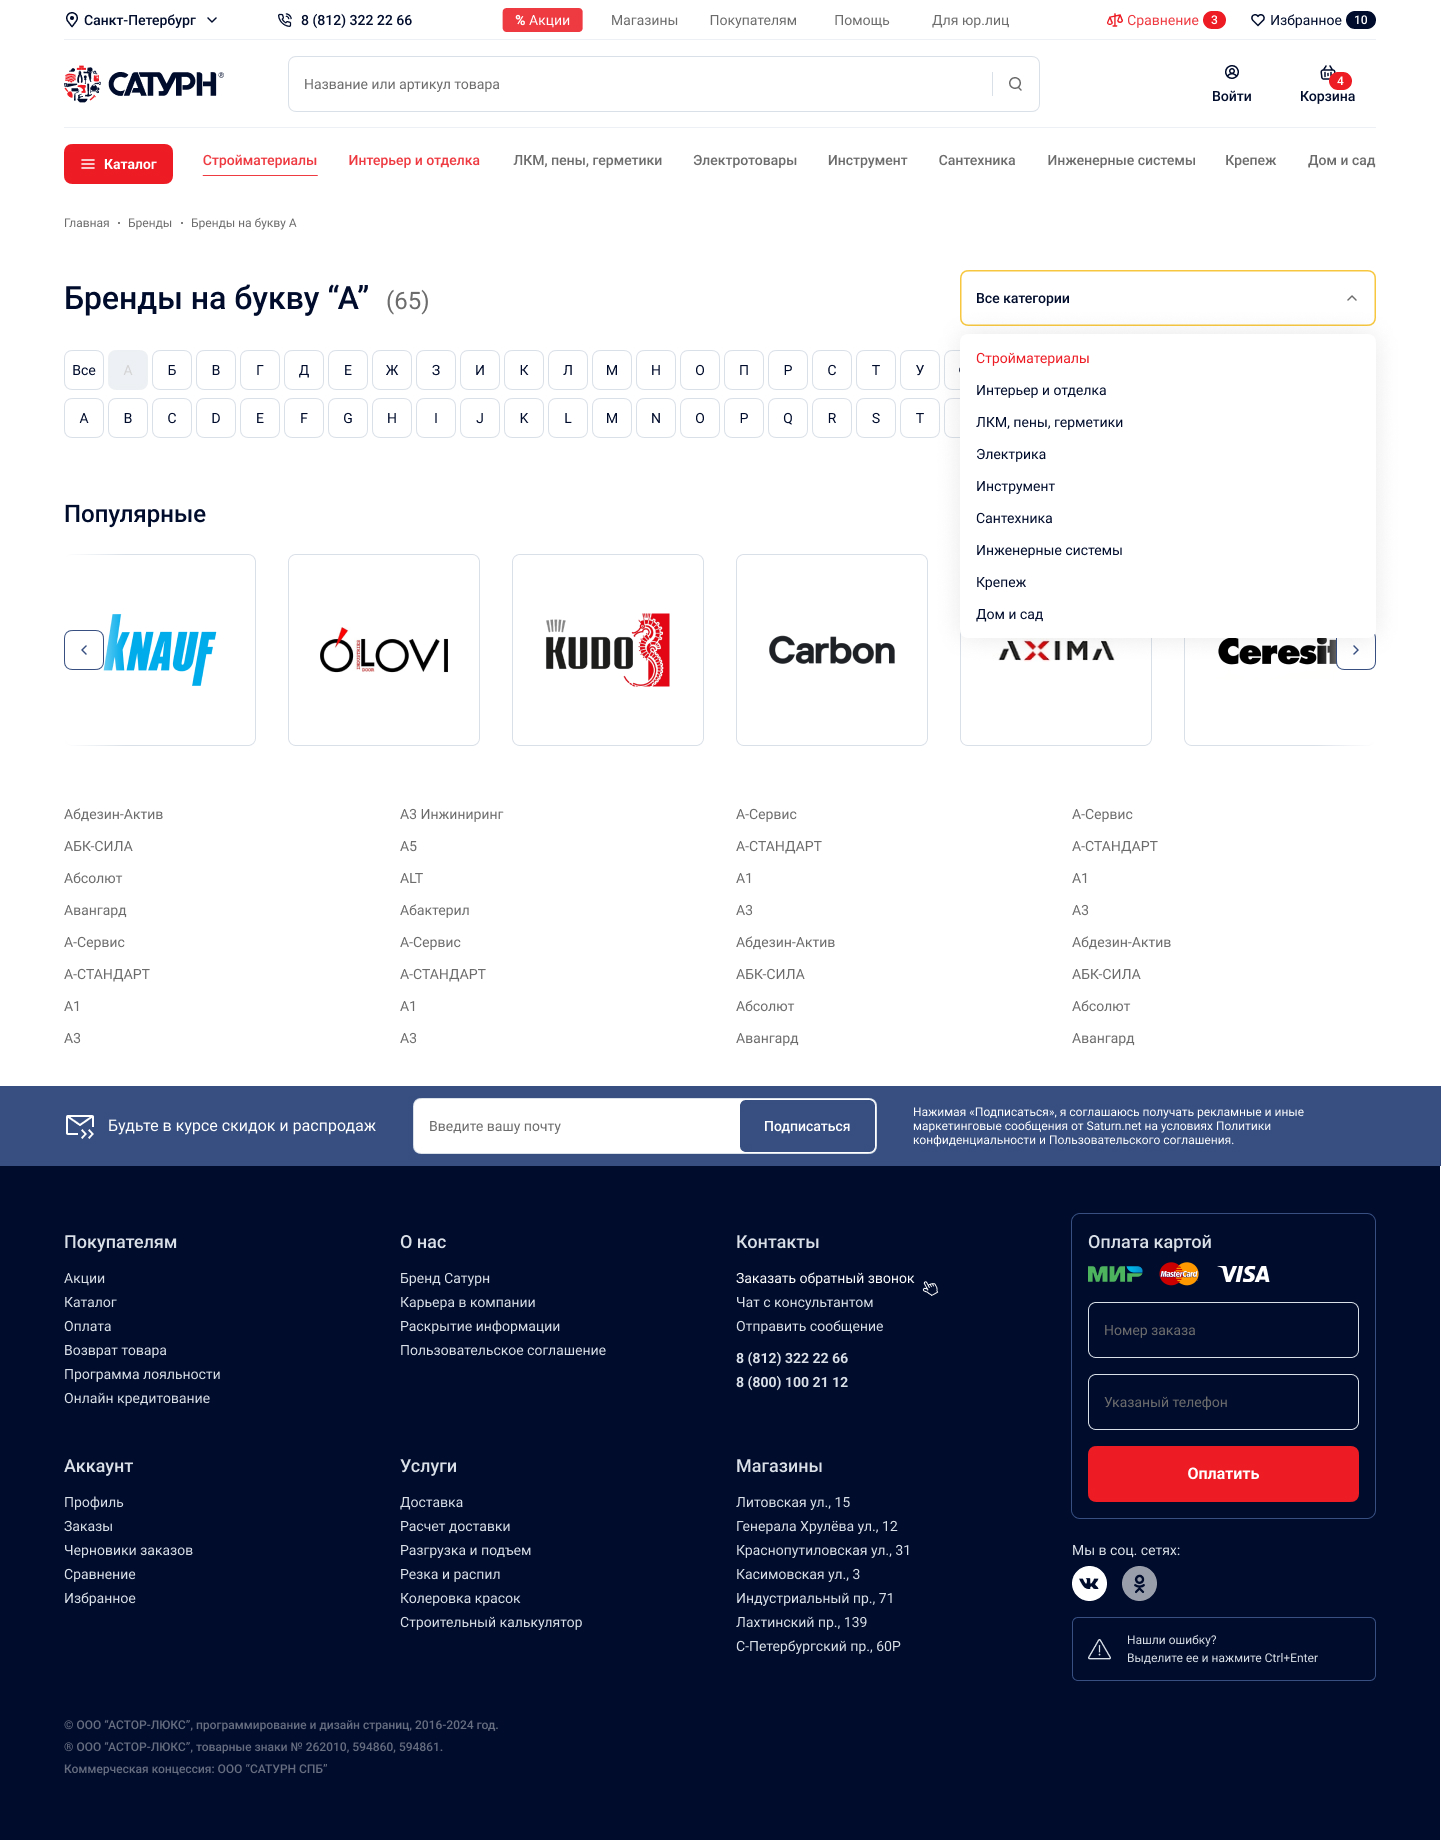 Санкт-Петербург
8 (812) 322 22 66
% Акции
Магазины
Покупателям
Помощь
Для юр.лиц
Сравнение 3
Избранное 10
САТУРН®
Название или артикул товара
Войти
4
Корзина
Каталог
Стройматериалы
Интерьер и отделка
ЛКМ, пены, герметики
Электротовары
Инструмент
Сантехника
Инженерные системы
Крепеж
Дом и сад
Главная • Бренды • Бренды на букву А
Бренды на букву “А” (65)
Все категории
Стройматериалы
Интерьер и отделка
ЛКМ, пены, герметики
Электрика
Инструмент
Сантехника
Инженерные системы
Крепеж
Дом и сад
Все А Б В Г Д Е Ж З И К Л М Н О П Р С Т У
A B C D E F G H I J K L M N O P Q R S T
Популярные
KNAUF
OLOVI
KUDO
Carbon
AXIMA
Ceresit
Абдезин-Актив
А3 Инжиниринг
А-Сервис
А-Сервис
АБК-СИЛА
А5
А-СТАНДАРТ
А-СТАНДАРТ
Абсолют
ALT
А1
А1
Авангард
Абактерил
А3
А3
А-Сервис
А-Сервис
Абдезин-Актив
Абдезин-Актив
А-СТАНДАРТ
А-СТАНДАРТ
АБК-СИЛА
АБК-СИЛА
А1
А1
Абсолют
Абсолют
А3
А3
Авангард
Авангард
Будьте в курсе скидок и распродаж
Введите вашу почту
Подписаться
Нажимая «Подписаться», я соглашаюсь получать рекламные и иные
маркетинговые сообщения от Saturn.net на условиях Политики
конфиденциальности и Пользовательского соглашения.
Покупателям
Акции
Каталог
Оплата
Возврат товара
Программа лояльности
Онлайн кредитование
О нас
Бренд Сатурн
Карьера в компании
Раскрытие информации
Пользовательское соглашение
Контакты
Заказать обратный звонок
Чат с консультантом
Отправить сообщение
8 (812) 322 22 66
8 (800) 100 21 12
Оплата картой
МИР MasterCard VISA
Номер заказа
Указаный телефон
Оплатить
Аккаунт
Профиль
Заказы
Черновики заказов
Сравнение
Избранное
Услуги
Доставка
Расчет доставки
Разгрузка и подъем
Резка и распил
Колеровка красок
Строительный калькулятор
Магазины
Литовская ул., 15
Генерала Хрулёва ул., 12
Краснопутиловская ул., 31
Касимовская ул., 3
Индустриальный пр., 71
Лахтинский пр., 139
С-Петербургский пр., 60Р
Мы в соц. сетях:
Нашли ошибку?
Выделите ее и нажмите Ctrl+Enter
© ООО “АСТОР-ЛЮКС”, программирование и дизайн страниц, 2016-2024 год.
® ООО “АСТОР-ЛЮКС”, товарные знаки № 262010, 594860, 594861.
Коммерческая концессия: ООО “САТУРН СПБ”